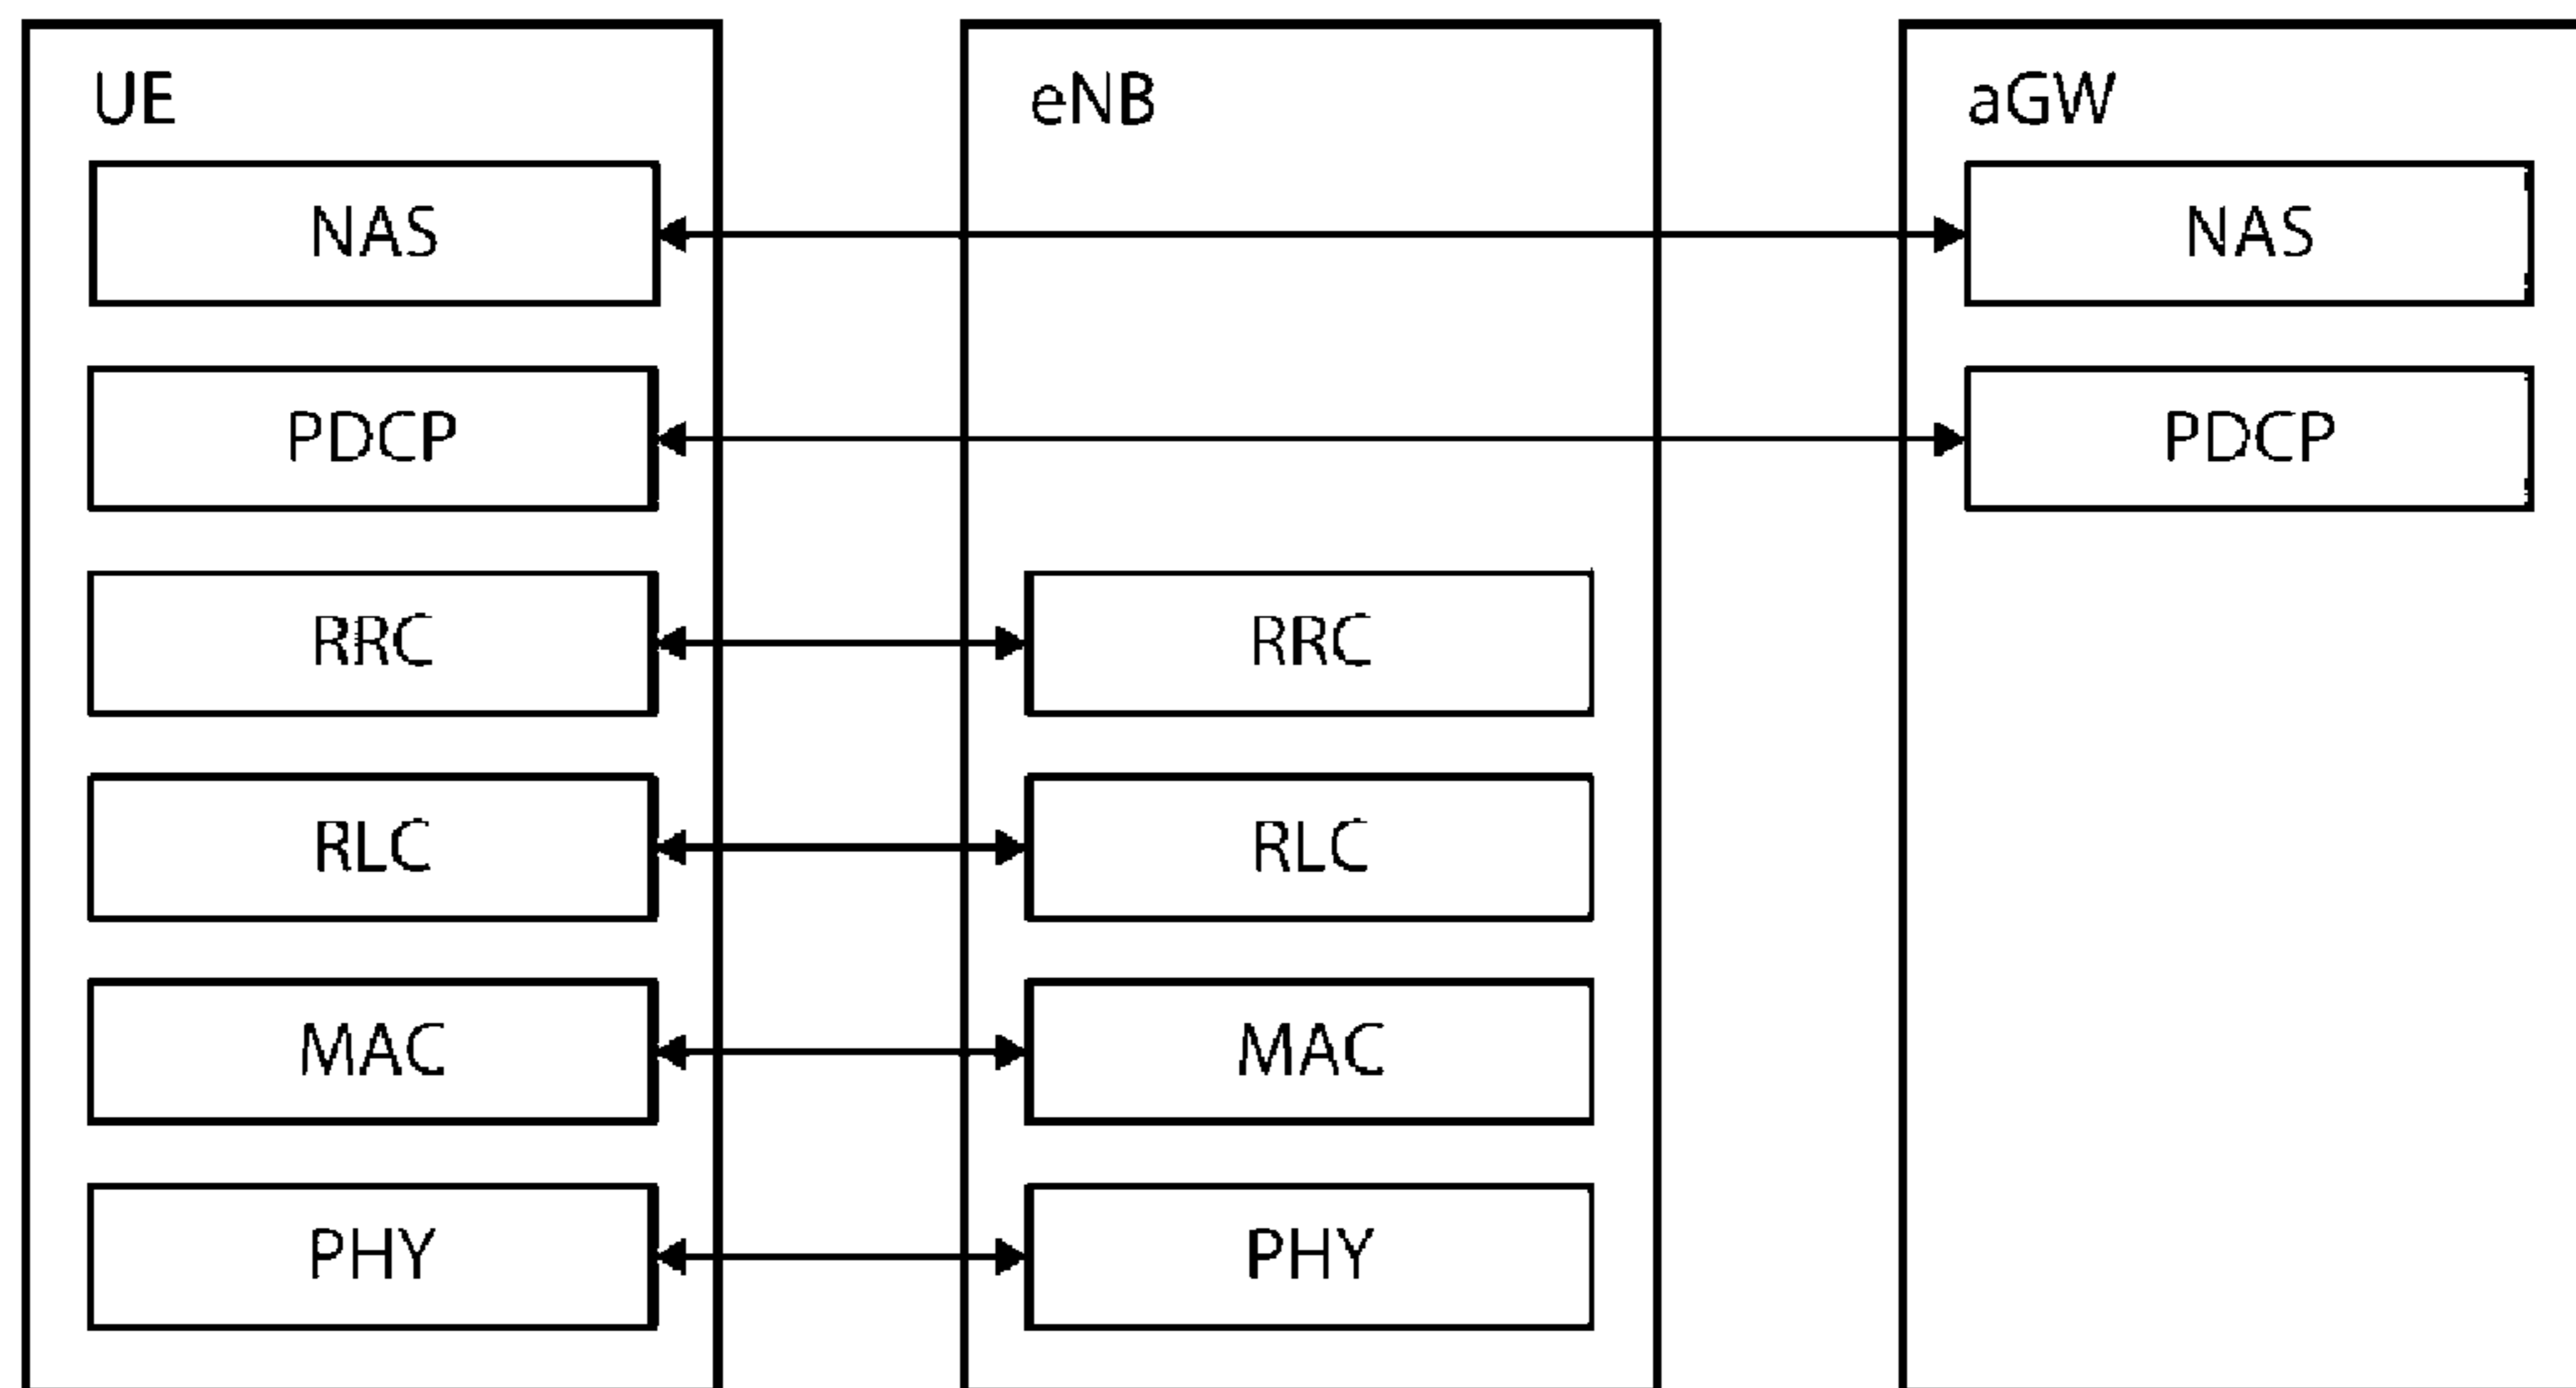 UE
eNB
aGW
NAS
NAS
PDCP
PDCP
RRC
RRC
RLC
RLC
MAC
MAC
PHY
PHY